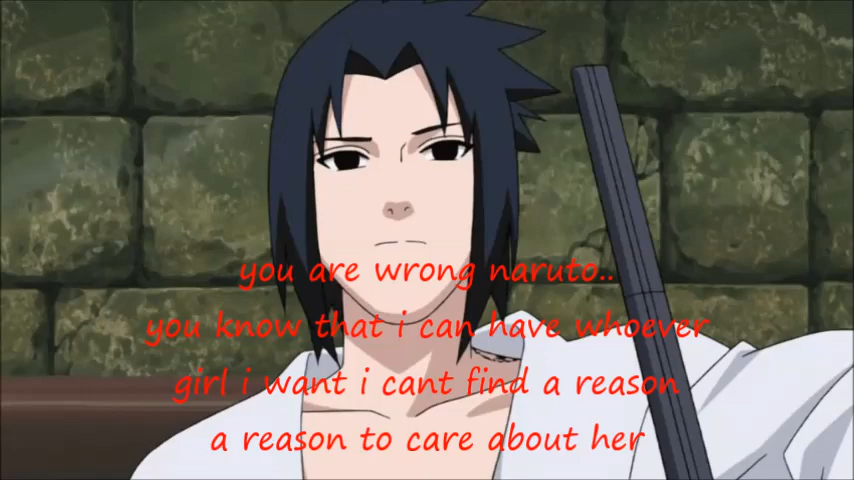 you are wrong naruto..
you know that i can have whoever
girl i want i cant find a reason
a reason to care about her